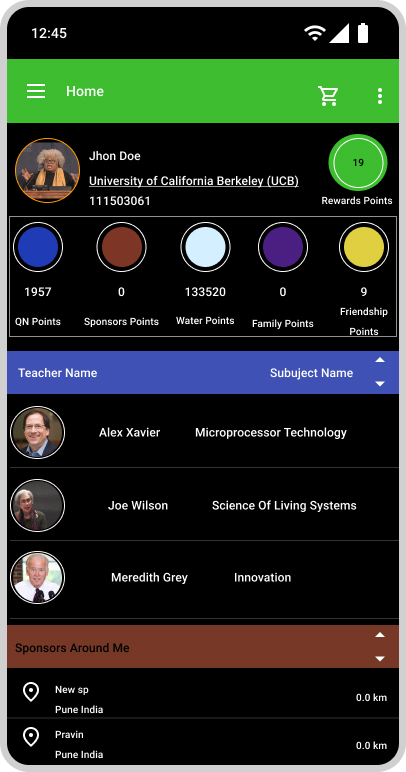 12:45
Home
Jhon Doe
University of California Berkeley (UCB)
111503061
19
Rewards Points
1957
0
133520
0
9
QN Points
Sponsors Points
Water Points
Family Points
Friendship
Points
Teacher Name Subuject Name
Alex Xavier Microprocessor Technology
Joe Wilson Science Of Living Systems
Meredith Grey Innovation
Sponsors Around Me
New sp
Pune India
0.0 km
Pravin
Pune India
0.0 km